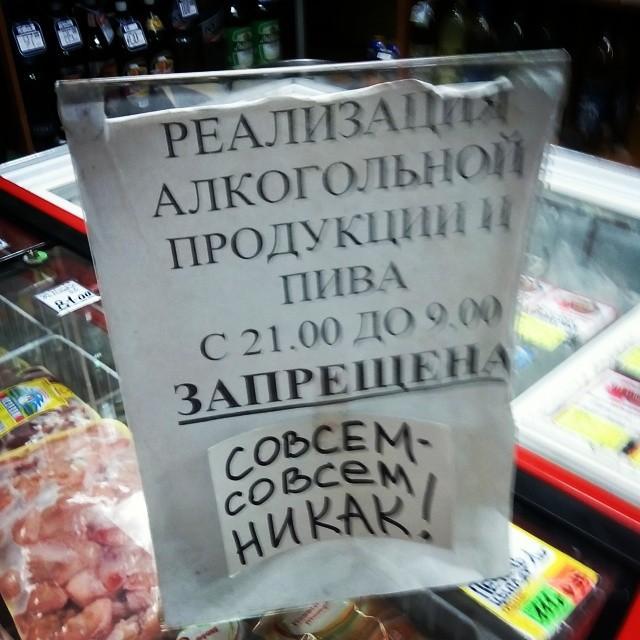 РЕАЛИЗАЦИЯ
АЛКОГОЛЬНОЙ
ПРОДУКЦИИ И
ПИВА
С 21.00 ДО 9.00
ЗАПРЕЩЕНА
СОВСЕМ-
СОВСЕМ
НИКАК!